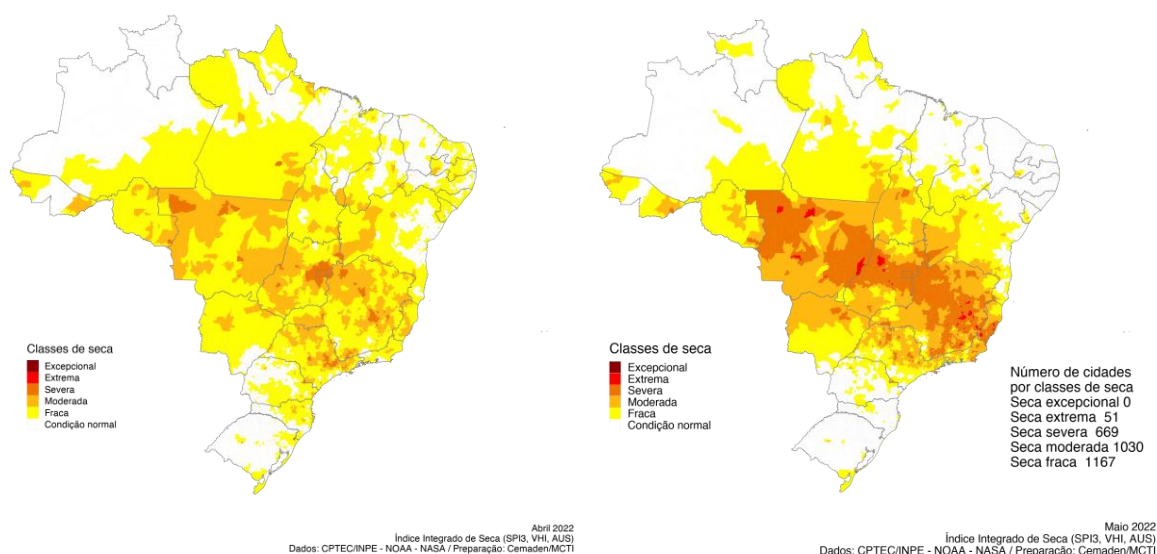 Classes de seca
Excepcional
Extrema
Severa
Moderada
Fraca
Condição normal
Abril 2022
Índice Integrado de Seca (SPI3, VHI, AUS)
Dados: CPTEC/INPE - NOAA - NASA / Preparação: Cemaden/MCTI
Classes de seca
Excepcional
Extrema
Severa
Moderada
Fraca
Condição normal
Número de cidades
por classes de seca
Seca excepcional 0
Seca extrema 51
Seca severa 669
Seca moderada 1030
Seca fraca 1167
Maio 2022
Índice Integrado de Seca (SPI3, VHI, AUS)
Dados: CPTEC/INPE - NOAA - NASA / Preparação: Cemaden/MCTI